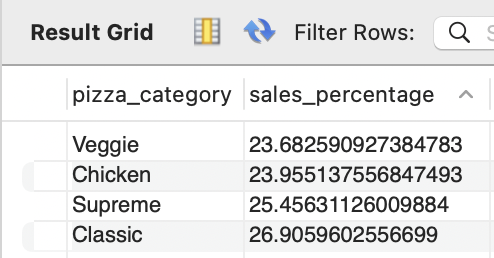 Result Grid Filter Rows:
pizza_category sales_percentage
Veggie 23.682590927384783
Chicken 23.955137556847493
Supreme 25.45631126009884
Classic 26.9059602556699